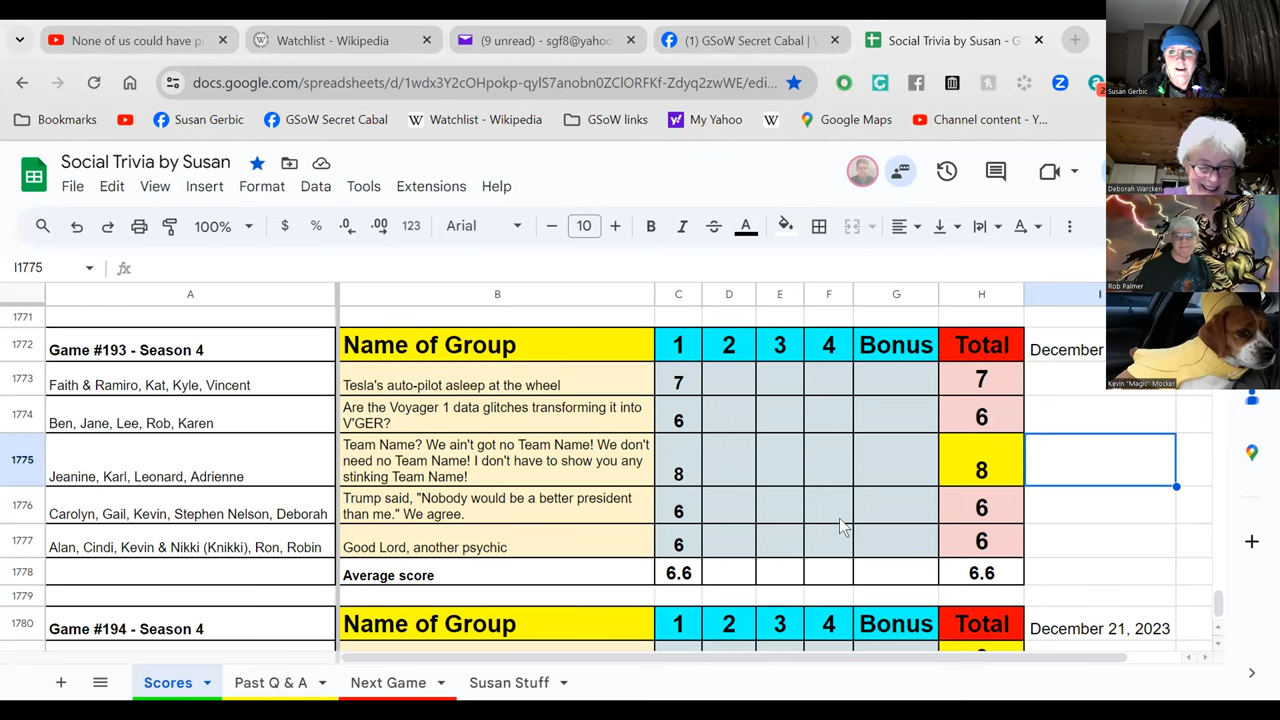 None of us could have p
Watchlist - Wikipedia
(9 unread) - sgf8@yahoo
(1) GSoW Secret Cabal |
Social Trivia by Susan - G
docs.google.com/spreadsheets/d/1wdx3Y2cOHpokp-qylS7anobn0ZClORFKf-Zdyq2zwWE/edi...
Bookmarks
Susan Gerbic
GSoW Secret Cabal
Watchlist - Wikipedia
GSoW links
My Yahoo
Google Maps
Channel content - Y...
Social Trivia by Susan
File Edit View Insert Format Data Tools Extensions Help
100% $ % .0 .00 123 Arial 10 B I A
I1775 fx
A B C D E F G H I
1771
1772 Game #193 - Season 4 Name of Group 1 2 3 4 Bonus Total December
1773 Faith & Ramiro, Kat, Kyle, Vincent Tesla's auto-pilot asleep at the wheel 7 7
1774 Ben, Jane, Lee, Rob, Karen Are the Voyager 1 data glitches transforming it into
V'GER? 6 6
1775 Jeanine, Karl, Leonard, Adrienne Team Name? We ain't got no Team Name! We don't
need no Team Name! I don't have to show you any
stinking Team Name! 8 8
1776 Carolyn, Gail, Kevin, Stephen Nelson, Deborah Trump said, "Nobody would be a better president
than me." We agree. 6 6
1777 Alan, Cindi, Kevin & Nikki (Knikki), Ron, Robin Good Lord, another psychic 6 6
1778 Average score 6.6 6.6
1779
1780 Game #194 - Season 4 Name of Group 1 2 3 4 Bonus Total December 21, 2023
Scores Past Q & A Next Game Susan Stuff
Susan Gerbic
Deborah Warcken
Rob Palmer
Kevin "Magic" Mocker